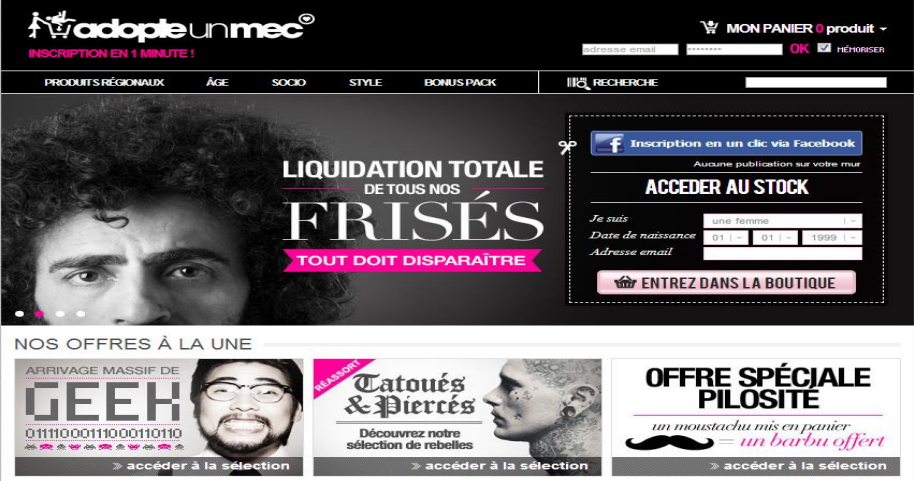 adopteunmec
INSCRIPTION EN 1 MINUTE !
MON PANIER 0 produit
adresse email ········ OK MÉMORISER
PRODUITS RÉGIONAUX ÂGE SOCIO STYLE BONUS PACK RECHERCHE
LIQUIDATION TOTALE
DE TOUS NOS
FRISÉS
TOUT DOIT DISPARAÎTRE
f Inscription en un clic via Facebook
Aucune publication sur votre mur
ACCEDER AU STOCK
Je suis une femme
Date de naissance 01 01 1999
Adresse email
ENTREZ DANS LA BOUTIQUE
NOS OFFRES À LA UNE
ARRIVAGE MASSIF DE
GEEK
01111000111000110110
» accéder à la sélection
RÉASSORT
Tatoués
& Piercés
Découvrez notre
sélection de rebelles
» accéder à la sélection
OFFRE SPÉCIALE
PILOSITÉ
un moustachu mis en panier
= un barbu offert
» accéder à la sélection